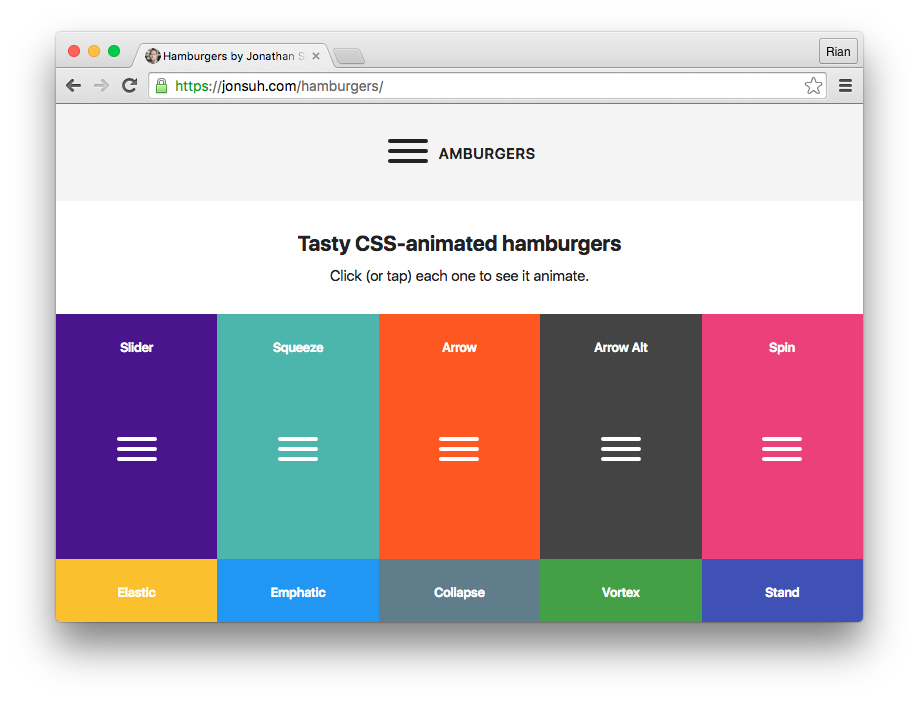 Hamburgers by Jonathan S
Rian
https://jonsuh.com/hamburgers/
AMBURGERS
Tasty CSS-animated hamburgers
Click (or tap) each one to see it animate.
Slider Squeeze Arrow Arrow Alt Spin
Elastic Emphatic Collapse Vortex Stand